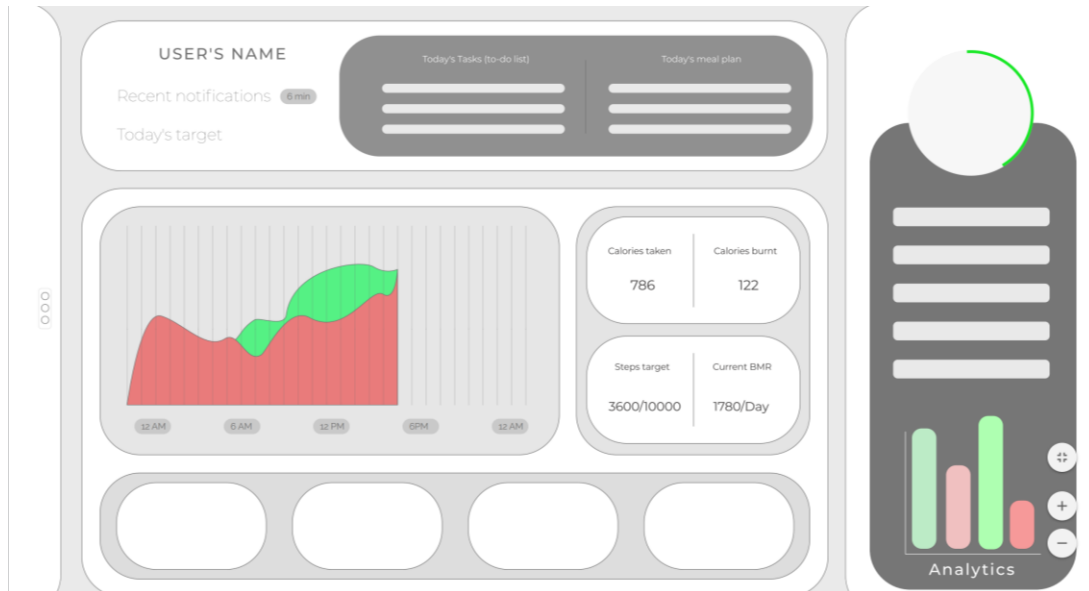 USER'S NAME
Recent notifications 6 min
Today's target
Today's Tasks (to-do list)
Today's meal plan
Calories taken
Calories burnt
786
122
Steps target
Current BMR
3600/10000
1780/Day
12 AM
6 AM
12 PM
6PM
12 AM
Analytics